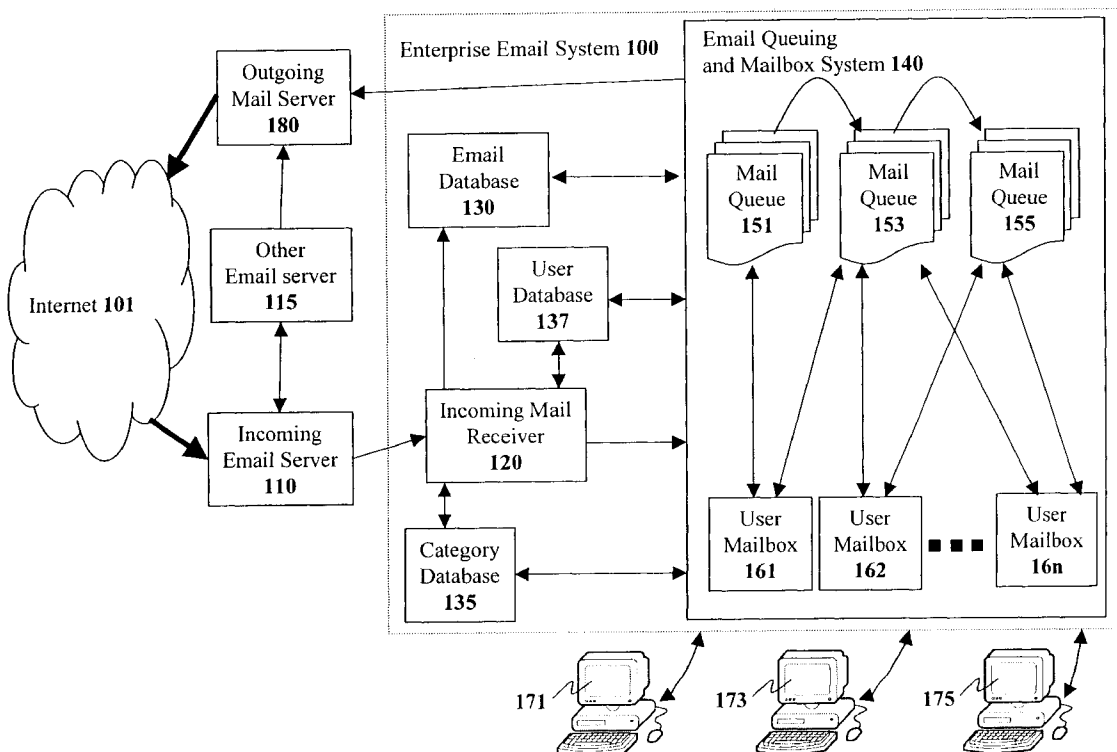 Enterprise Email System 100
Email Queuing
and Mailbox System 140
Outgoing
Mail Server
180
Email
Database
130
Mail
Queue
151
Mail
Queue
153
Mail
Queue
155
Other
Email server
115
User
Database
137
Internet 101
Incoming
Email Server
110
Incoming Mail
Receiver
120
Category
Database
135
User
Mailbox
161
User
Mailbox
162
User
Mailbox
16n
171
173
175